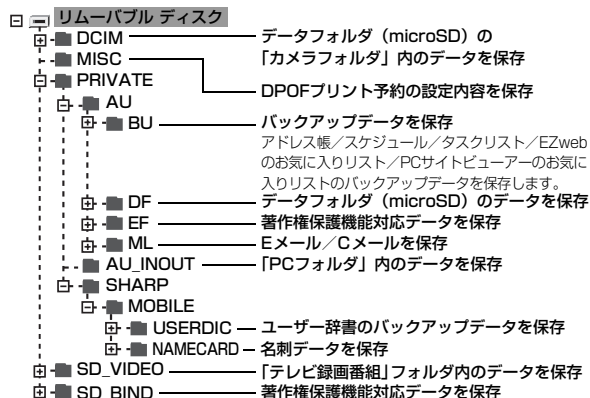 リムーバブル ディスク
DCIM データフォルダ（microSD）の
MISC 「カメラフォルダ」内のデータを保存
PRIVATE
DPOFプリント予約の設定内容を保存
AU
BU バックアップデータを保存
アドレス帳／スケジュール／タスクリスト／EZweb
のお気に入りリスト／PCサイトビューアーのお気に
入りリストのバックアップデータを保存します。
DF データフォルダ（microSD）のデータを保存
EF 著作権保護機能対応データを保存
ML Eメール／Cメールを保存
AU_INOUT 「PCフォルダ」内のデータを保存
SHARP
MOBILE
USERDIC ユーザー辞書のバックアップデータを保存
NAMECARD 名刺データを保存
SD_VIDEO 「テレビ録画番組」フォルダ内のデータを保存
SD_BIND 著作権保護機能対応データを保存